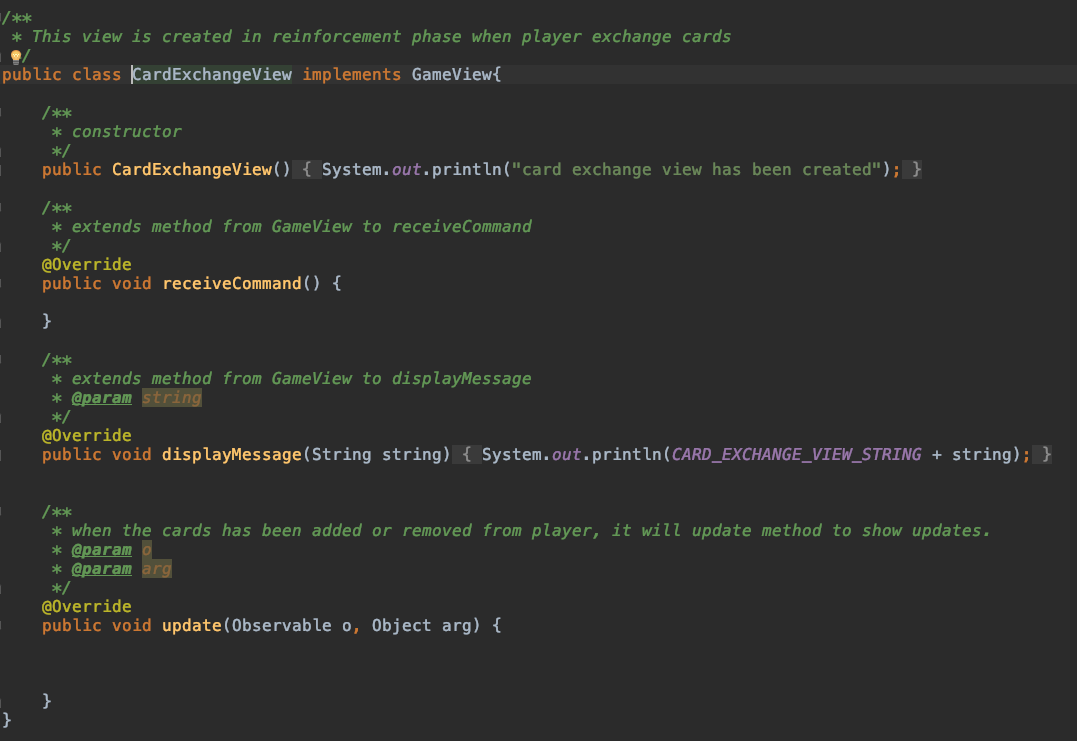 /**
 * This view is created in reinforcement phase when player exchange cards
 */
public class CardExchangeView implements GameView{
    /**
     * constructor
     */
    public CardExchangeView() { System.out.println("card exchange view has been created"); }
    /**
     * extends method from GameView to receiveCommand
     */
    @Override
    public void receiveCommand() {
    }
    /**
     * extends method from GameView to displayMessage
     * @param string
     */
    @Override
    public void displayMessage(String string) { System.out.println(CARD_EXCHANGE_VIEW_STRING + string); }
    /**
     * when the cards has been added or removed from player, it will update method to show updates.
     * @param o
     * @param arg
     */
    @Override
    public void update(Observable o, Object arg) {
    }
}